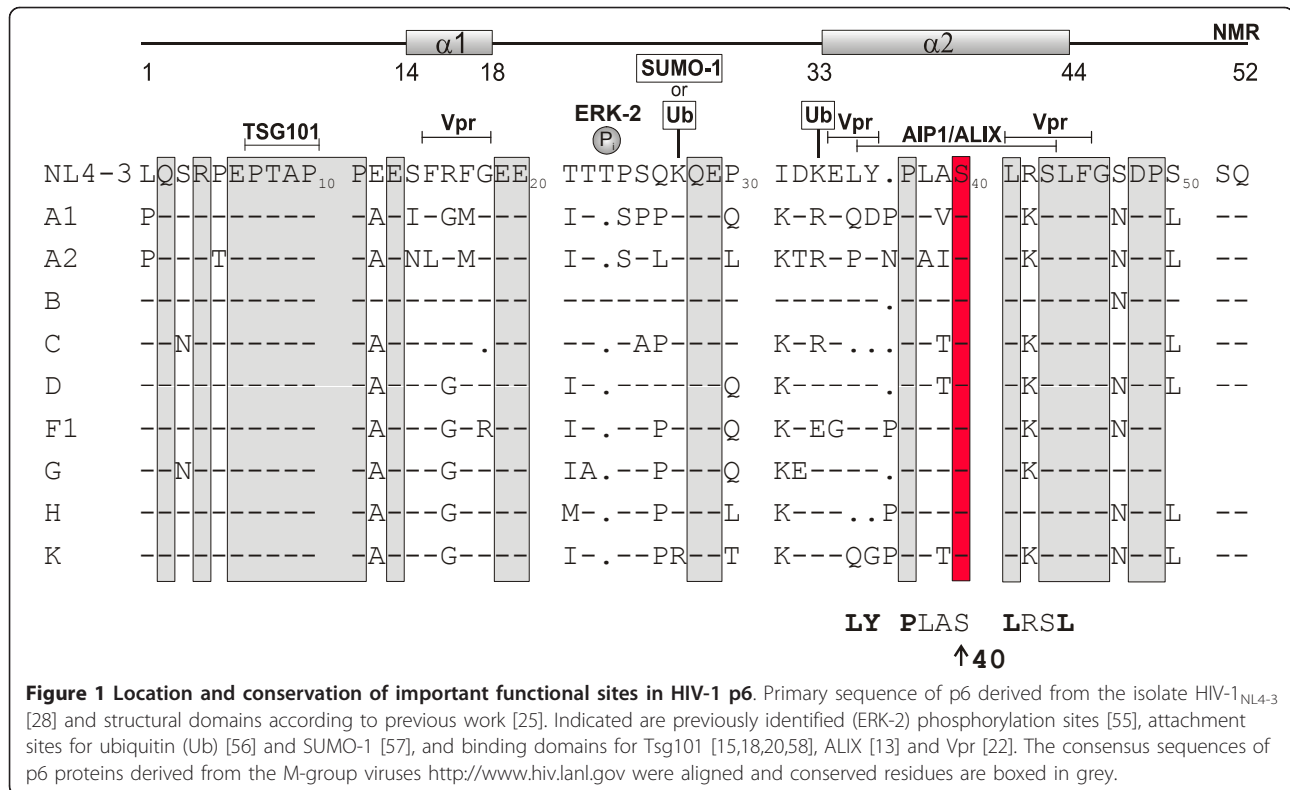 α1 α2 NMR
1 14 18 33 44 52
SUMO-1
or
ERK-2 Ub Ub
TSG101 Vpr Pi Vpr AIP1/ALIX Vpr
NL4-3 LQSRPEPTAP10 PEESFRFGEE20 TTTPSQKQEP30 IDKELY.PLAS40 LRSLFGSDPS50 SQ
A1 P---------- --A-I-GM-- I-.SPP---Q K-R-QDP--V- -K----N--L --
A2 P---T------ --A-NL-M-- I-.S-L---L KTR-P-N-AI- -K----N--L --
B ---------- ---------- ---------- ------.---- ------N--- --
C --N------- -A-----.-- --.-AP---- K-R-...--T- -K----N--L --
D ---------- -A---G---- I-.------Q K-----.--T- -K----N--L --
F1 ---------- -A---G-R-- I-.--P---Q K-EG--P---- -K----N--- --
G --N------- -A---G---- IA.--P---Q KE----.---- -K--------
H ---------- -A---G---- M-.--P---L K---..P---- ------N--L --
K ---------- -A---G---- I-.--PR--T K---QGP--T- -K----N--L --
LY PLAS LRSL
↑40
Figure 1 Location and conservation of important functional sites in HIV-1 p6. Primary sequence of p6 derived from the isolate HIV-1NL4-3
[28] and structural domains according to previous work [25]. Indicated are previously identified (ERK-2) phosphorylation sites [55], attachment
sites for ubiquitin (Ub) [56] and SUMO-1 [57], and binding domains for Tsg101 [15,18,20,58], ALIX [13] and Vpr [22]. The consensus sequences of
p6 proteins derived from the M-group viruses http://www.hiv.lanl.gov were aligned and conserved residues are boxed in grey.